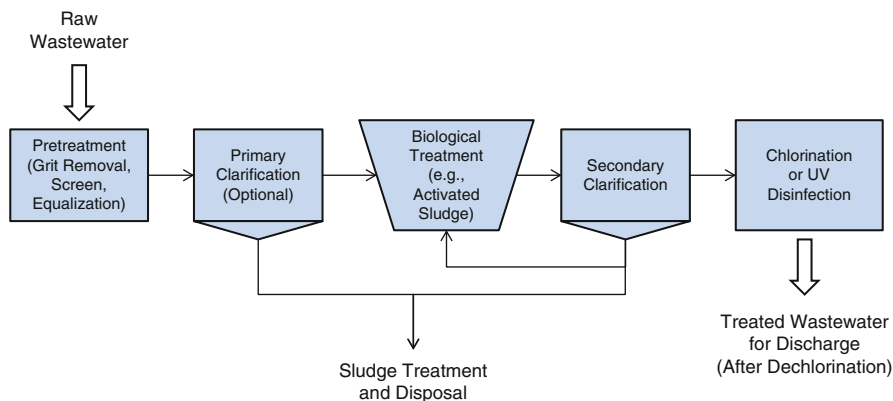 Raw
Wastewater
Pretreatment
(Grit Removal,
Screen,
Equalization)
Primary
Clarification
(Optional)
Biological
Treatment
(e.g.,
Activated
Sludge)
Secondary
Clarification
Chlorination
or UV
Disinfection
Sludge Treatment
and Disposal
Treated Wastewater
for Discharge
(After Dechlorination)